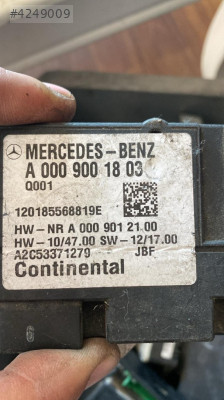 #4249009
MERCEDES-BENZ
A 000 900 18 03
Q001
120185568819E
HW-NR A 000 901 21 00
HW-10/47.00 SW-12/17.00
A2C53371279 JBF
Continental